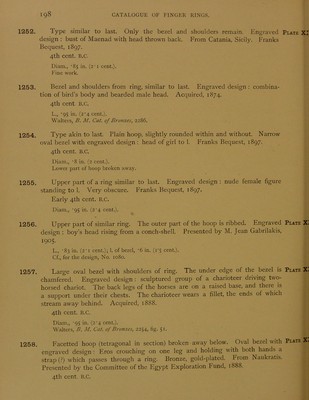 198 CATALOGUE OF FINGER RINGS.
1252. Type similar to last. Only the bezel and shoulders remain. Engraved PLATE
design : bust of Maenad with head thrown back. From Catania, Sicily. Franks
Bequest, 1897.
4th cent. B.C.
Diam., ·83 in. (2·1 cent.).
Fine work.
1253. Bezel and shoulders from ring, similar to last. Engraved design : combina-
tion of bird's body and bearded male head. Acquired, 1874.
4th cent. B.C.
L., ·95 in. (2·4 cent.).
Walters, B. M. Cat. of Bronzes, 2286.
1254. Type akin to last. Plain hoop, slightly rounded within and without. Narrow
oval bezel with engraved design : head of girl to l. Franks Bequest, 1897.
4th cent. B.C.
Diam., ·8 in. (2 cent.).
Lower part of hoop broken away.
1255. Upper part of a ring similar to last. Engraved design : nude female figure
standing to l. Very obscure. Franks Bequest, 1897.
Early 4th cent. B.C.
Diam., ·95 in. (2·4 cent.).
1256. Upper part of similar ring. The outer part of the hoop is ribbed. Engraved PLATE
design : boy's head rising from a conch-shell. Presented by M. Jean Gabrilakis,
1905.
L., ·83 in. (2·1 cent.); l. of bezel, ·6 in. (1·5 cent.).
Cf., for the design, No. 1080.
1257. Large oval bezel with shoulders of ring. The under edge of the bezel is PLATE
chamfered. Engraved design : sculptured group of a charioteer driving two-
horsed chariot. The back legs of the horses are on a raised base, and there is
a support under their chests. The charioteer wears a fillet, the ends of which
stream away behind. Acquired, 1888.
4th cent. B.C.
Diam., ·95 in. (2·4 cent.).
Walters, B. M. Cat. of Bronzes, 2254, fig. 51.
1258. Facetted hoop (tetragonal in section) broken away below. Oval bezel with PLATE
engraved design : Eros crouching on one leg and holding with both hands a
strap (?) which passes through a ring. Bronze, gold-plated. From Naukratis.
Presented by the Committee of the Egypt Exploration Fund, 1888.
4th cent. B.C.